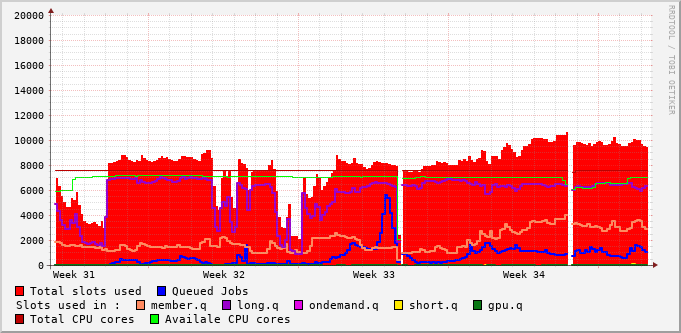 20000
18000
16000
14000
12000
10000
8000
6000
4000
2000
0
Week 31 Week 32 Week 33 Week 34
RRDTOOL / TOBI OETIKER
Total slots used Queued Jobs
Slots used in : member.q long.q ondemand.q short.q gpu.q
Total CPU cores Availale CPU cores